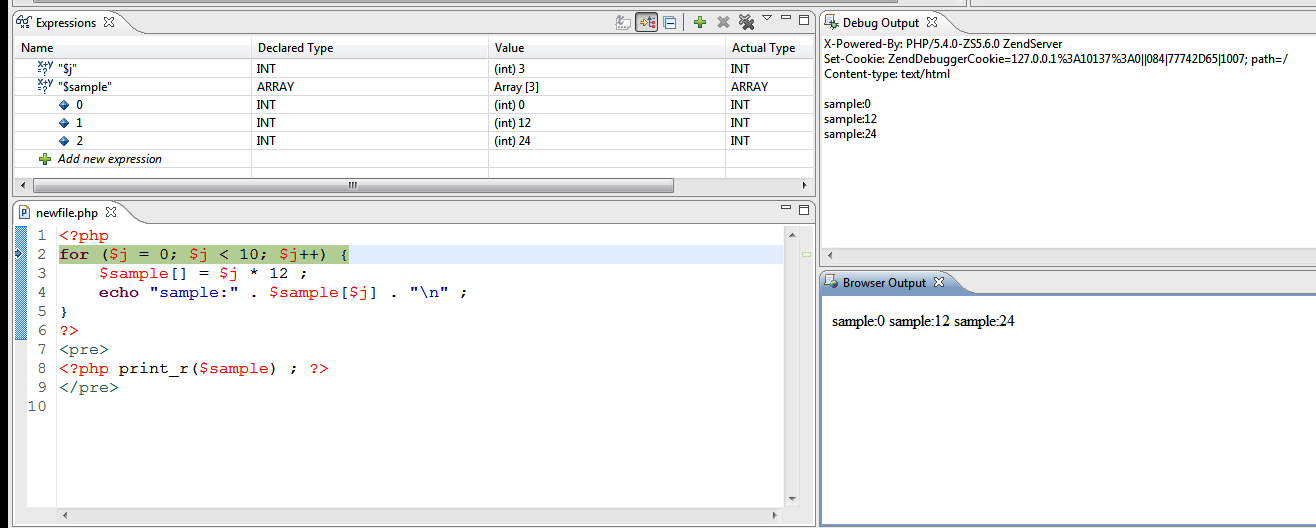 Expressions
Name Declared Type Value Actual Type
"$j" INT (int) 3 INT
"$sample" ARRAY Array [3] ARRAY
0 INT (int) 0 INT
1 INT (int) 12 INT
2 INT (int) 24 INT
Add new expression
newfile.php
1 <?php
2 for ($j = 0; $j < 10; $j++) {
3 $sample[] = $j * 12 ;
4 echo "sample:" . $sample[$j] . "\n" ;
5 }
6 ?>
7 <pre>
8 <?php print_r($sample) ; ?>
9 </pre>
10
Debug Output
X-Powered-By: PHP/5.4.0-ZS5.6.0 ZendServer
Set-Cookie: ZendDebuggerCookie=127.0.0.1%3A10137%3A0||084|77742D65|1007; path=/
Content-type: text/html
sample:0
sample:12
sample:24
Browser Output
sample:0 sample:12 sample:24